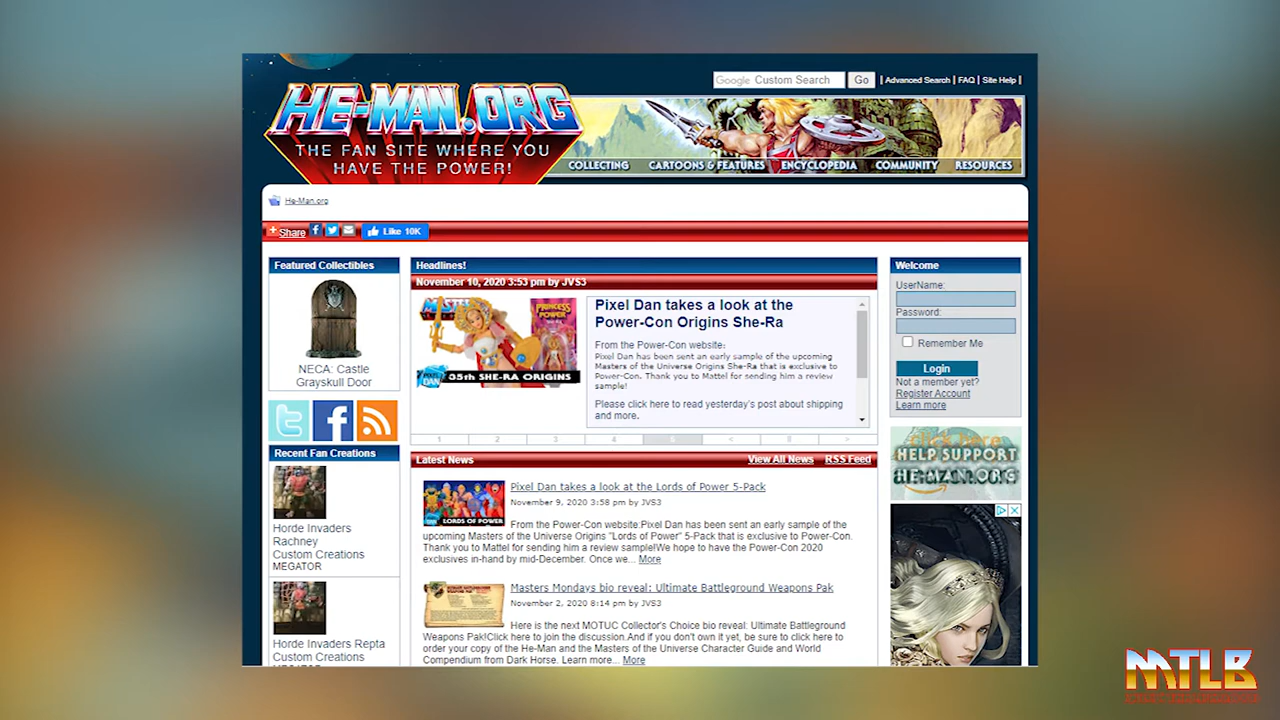 Google Custom Search Go | Advanced Search | FAQ | Site Help |
HE-MAN.ORG
THE FAN SITE WHERE YOU
HAVE THE POWER!
COLLECTING CARTOONS & FEATURES ENCYCLOPEDIA COMMUNITY RESOURCES
He-Man.org
Share Like 10K
Featured Collectibles
NECA: Castle
Grayskull Door
Recent Fan Creations
Horde Invaders
Rachney
Custom Creations
MEGATOR
Horde Invaders Repta
Custom Creations
MEGATOR
Headlines!
November 10, 2020 3:53 pm by JVS3
PRINCESS
POWER
PIXEL
DAN
35th SHE-RA ORIGINS
Pixel Dan takes a look at the
Power-Con Origins She-Ra
From the Power-Con website:
Pixel Dan has been sent an early sample of the upcoming
Masters of the Universe Origins She-Ra that is exclusive to
Power-Con. Thank you to Mattel for sending him a review
sample!
Please click here to read yesterday's post about shipping
and more.
1 2 3 4 5 < >
Latest News View All News RSS Feed
LORDS OF POWER
Pixel Dan takes a look at the Lords of Power 5-Pack
November 9, 2020 3:58 pm by JVS3
From the Power-Con website:Pixel Dan has been sent an early sample of the
upcoming Masters of the Universe Origins "Lords of Power" 5-Pack that is exclusive to Power-Con.
Thank you to Mattel for sending him a review sample!We hope to have the Power-Con 2020
exclusives in-hand by mid-December. Once we... More
Masters Mondays bio reveal: Ultimate Battleground Weapons Pak
November 2, 2020 8:14 pm by JVS3
Here is the next MOTUC Collector's Choice bio reveal: Ultimate Battleground
Weapons Pak!Click here to join the discussion.And if you don't own it yet, be sure to click here to
order your copy of the He-Man and the Masters of the Universe Character Guide and World
Compendium from Dark Horse. Learn more... More
Welcome
UserName:
Password:
Remember Me
Login
Not a member yet?
Register Account
Learn more
click here
HELP SUPPORT
HE-MAN.ORG
MTLB